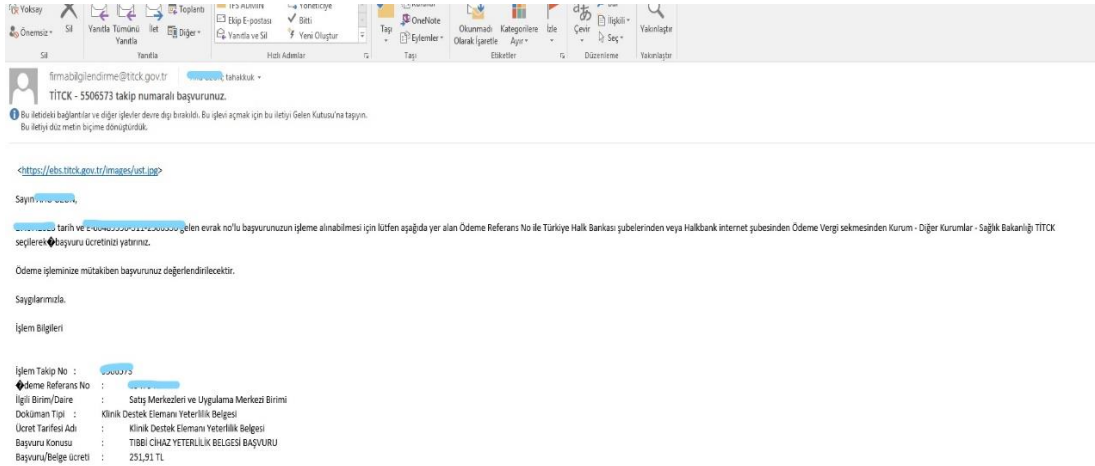 Yoksay
Toplantı
TFS ADMIN
Yöneticiye
Önemsiz
Sil
Yanıtla Tümünü Yanıtla
İlet
Diğer
Ekip E-postası
Bitti
Yanıtla ve Sil
Yeni Oluştur
Taşı
OneNote
Eylemler
Okunmadı Olarak İşaretle
Kategorilere Ayır
İzle
Çevir
İlişkili
Seç
Yakınlaştır
Sil
Yanıtla
Hızlı Adımlar
Taşı
Etiketler
Düzenleme
Yakınlaştır
firmabilgilendirme@titck.gov.tr
tahakkuk
TİTCK - 5506573 takip numaralı başvurunuz.
Bu iletideki bağlantılar ve diğer işlevler devre dışı bırakıldı. Bu işlevi açmak için bu iletiyi Gelen Kutusu'na taşıyın.
Bu iletiyi düz metin biçime dönüştürdük.
<https://ebs.titck.gov.tr/images/ust.jpg>
Sayın
tarih ve gelen evrak no'lu başvurunuzun işleme alınabilmesi için lütfen aşağıda yer alan Ödeme Referans No ile Türkiye Halk Bankası şubelerinden veya Halkbank internet şubesinden Ödeme Vergi sekmesinden Kurum - Diğer Kurumlar - Sağlık Bakanlığı TİTCK
seçilerek�başvuru ücretinizi yatırınız.
Ödeme işleminize mütakiben başvurunuz değerlendirilecektir.
Saygılarımızla.
İşlem Bilgileri
İşlem Takip No :
�deme Referans No :
İlgili Birim/Daire : Satış Merkezleri ve Uygulama Merkezi Birimi
Doküman Tipi : Klinik Destek Elemanı Yeterlilik Belgesi
Ücret Tarifesi Adı : Klinik Destek Elemanı Yeterlilik Belgesi
Başvuru Konusu : TIBBİ CİHAZ YETERLİLİK BELGESİ BAŞVURU
Başvuru/Belge ücreti : 251,91 TL